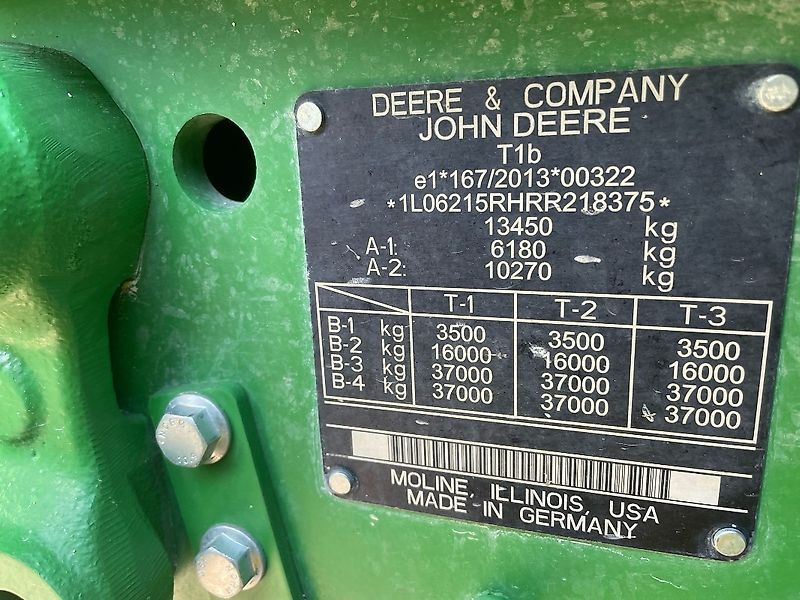 DEERE & COMPANY
JOHN DEERE
T1b
e1*167/2013*00322
*1L06215RHRR218375*
13450 kg
A-1: 6180 kg
A-2: 10270 kg
T-1 T-2 T-3
B-1 kg 3500 3500 3500
B-2 kg 16000 16000 16000
B-3 kg 37000 37000 37000
B-4 kg 37000 37000 37000
MOLINE, ILLINOIS, USA
MADE IN GERMANY